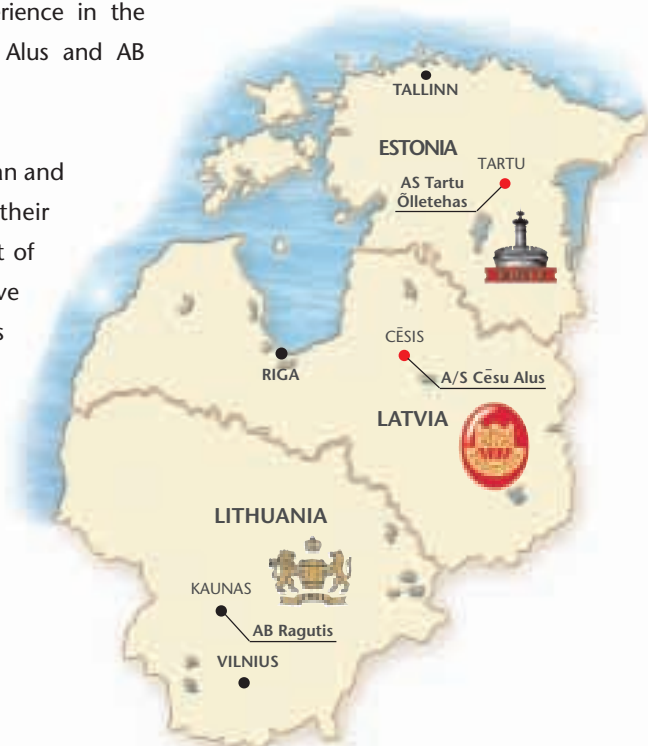 erience in the
Alus and AB
an and
their
t of
ve
s
TALLINN
ESTONIA
TARTU
AS Tartu
Õlletehas
CĒSIS
RIGA
A/S Cēsu Alus
LATVIA
LITHUANIA
KAUNAS
AB Ragutis
VILNIUS